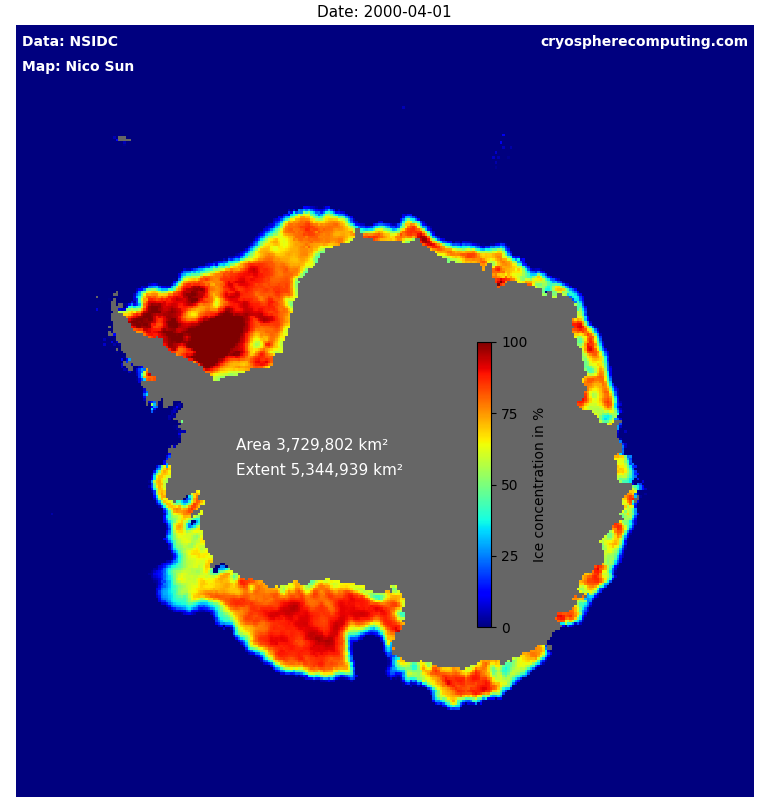 Date: 2000-04-01
Data: NSIDC
cryospherecomputing.com
Map: Nico Sun
100
75
50
25
0
Ice concentration in %
Area 3,729,802 km²
Extent 5,344,939 km²